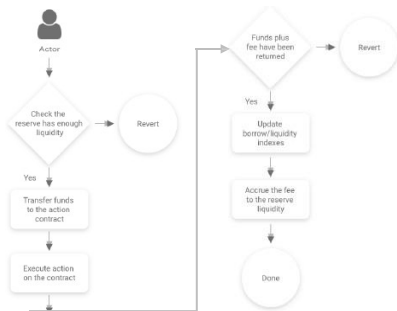 Actor
Check the
reserve has enough
liquidity
Revert
Yes
Transfer funds
to the action
contract
Execute action
on the contract
Funds plus
fee have been
returned
Revert
Yes
Update
borrow/liquidity
indexes
Accrue the fee
to the reserve
liquidity
Done